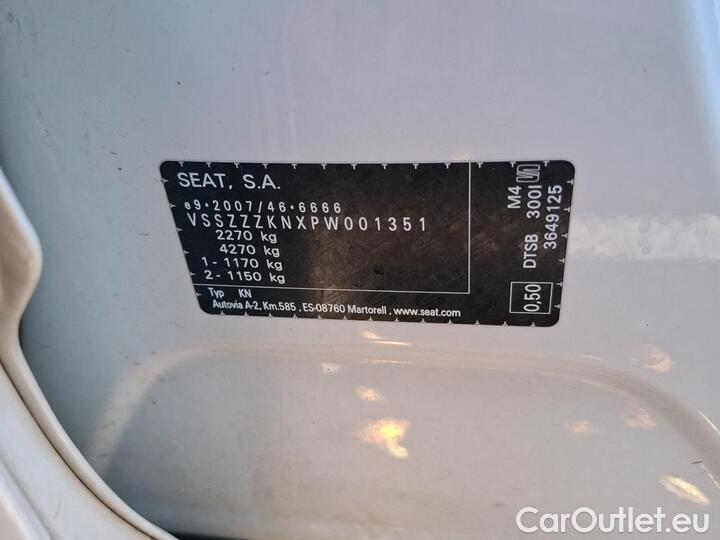 SEAT, S.A.
e9*2007/46*6666
VSSZZZKNXPW001351
2270 kg
4270 kg
1 - 1170 kg
2 - 1150 kg
Typ KN
Autovia A-2, Km.585 , ES-08760 Martorell , www.seat.com
0,50 DTSB 300I M4
3649125
CarOutlet.eu